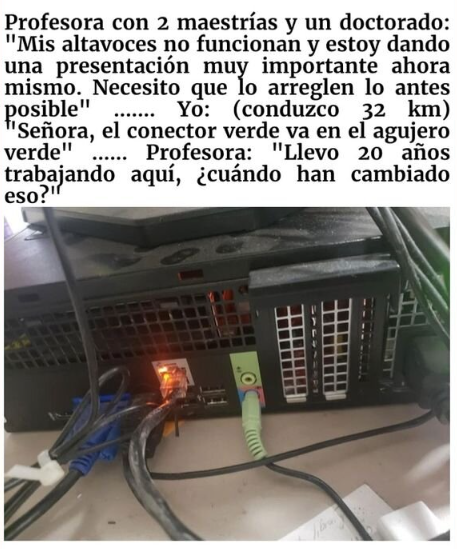 Profesora con 2 maestrías y un doctorado:
"Mis altavoces no funcionan y estoy dando
una presentación muy importante ahora
mismo. Necesito que lo arreglen lo antes
posible" ....... Yo: (conduzco 32 km)
"Señora, el conector verde va en el agujero
verde" ...... Profesora: "Llevo 20 años
trabajando aquí, ¿cuándo han cambiado
eso?"